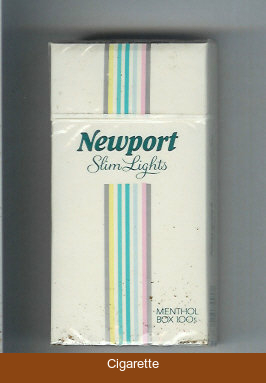 Newport
Slim Lights
MENTHOL
BOX 100s
Cigarette